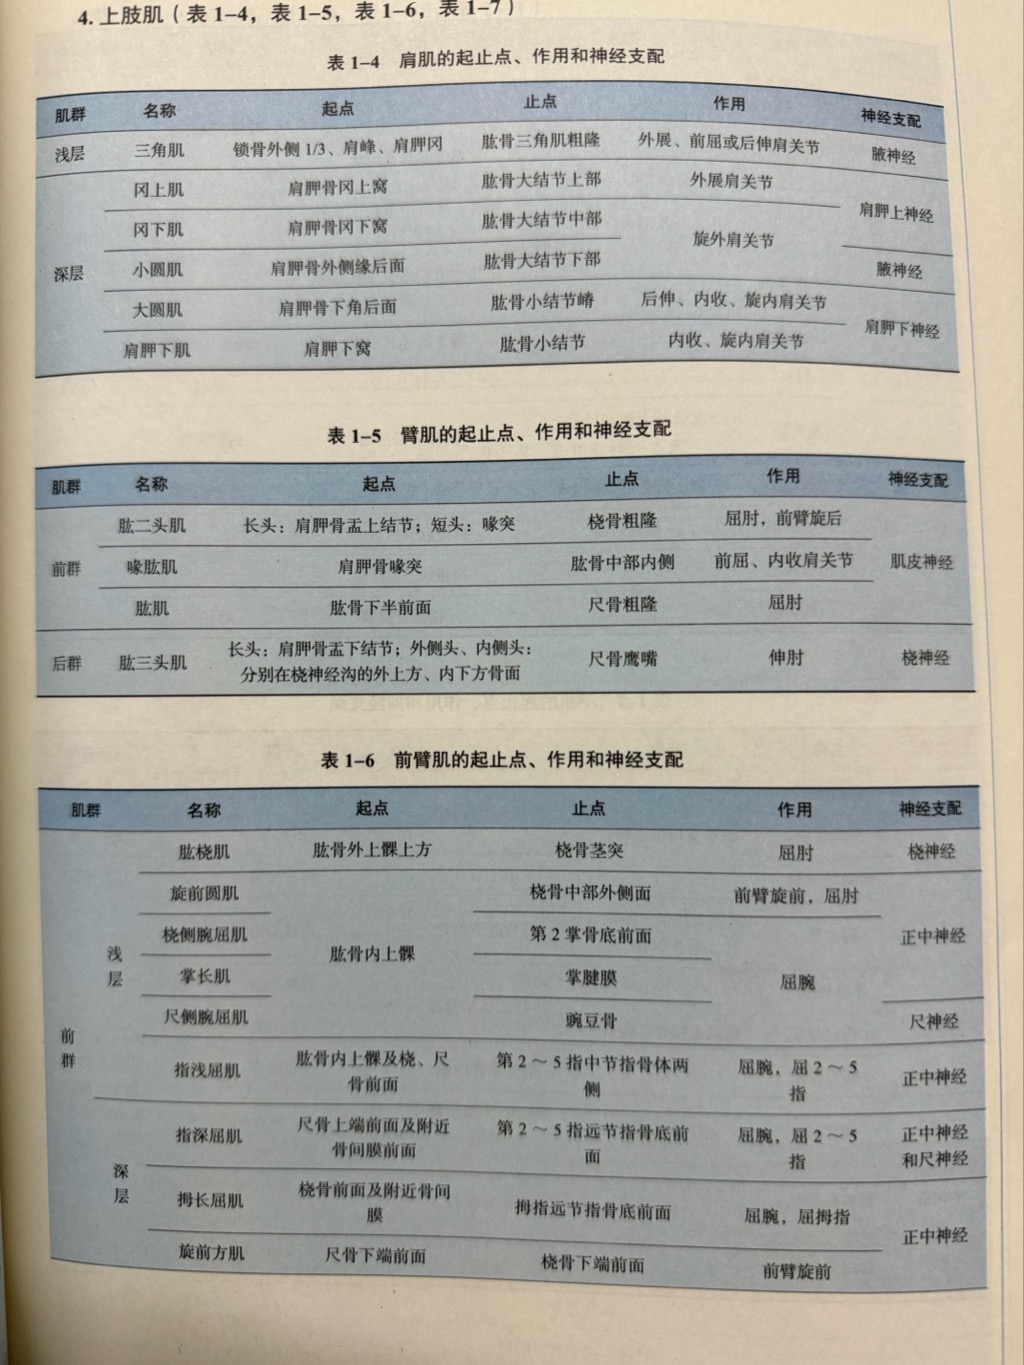 4. 上肢肌（表 1-4，表 1-5，表 1-6，表 1-7）
表 1-4 肩肌的起止点、作用和神经支配
肌群 名称 起点 止点 作用 神经支配
浅层 三角肌 锁骨外侧 1/3、肩峰、肩胛冈 肱骨三角肌粗隆 外展、前屈或后伸肩关节 腋神经
深层 冈上肌 肩胛骨冈上窝 肱骨大结节上部 外展肩关节 肩胛上神经
冈下肌 肩胛骨冈下窝 肱骨大结节中部 旋外肩关节
小圆肌 肩胛骨外侧缘后面 肱骨大结节下部 腋神经
大圆肌 肩胛骨下角后面 肱骨小结节嵴 后伸、内收、旋内肩关节 肩胛下神经
肩胛下肌 肩胛下窝 肱骨小结节 内收、旋内肩关节
表 1-5 臂肌的起止点、作用和神经支配
肌群 名称 起点 止点 作用 神经支配
前群 肱二头肌 长头：肩胛骨盂上结节；短头：喙突 桡骨粗隆 屈肘，前臂旋后 肌皮神经
喙肱肌 肩胛骨喙突 肱骨中部内侧 前屈、内收肩关节
肱肌 肱骨下半前面 尺骨粗隆 屈肘
后群 肱三头肌 长头：肩胛骨盂下结节；外侧头、内侧头： 尺骨鹰嘴 伸肘 桡神经
分别在桡神经沟的外上方、内下方骨面
表 1-6 前臂肌的起止点、作用和神经支配
肌群 名称 起点 止点 作用 神经支配
前群 浅层 肱桡肌 肱骨外上髁上方 桡骨茎突 屈肘 桡神经
旋前圆肌 肱骨内上髁 桡骨中部外侧面 前臂旋前，屈肘 正中神经
桡侧腕屈肌 第 2 掌骨底前面 屈腕
掌长肌 掌腱膜
尺侧腕屈肌 豌豆骨 尺神经
指浅屈肌 肱骨内上髁及桡、尺 第 2～5 指中节指骨体两 屈腕，屈 2～5 正中神经
骨前面 侧 指
深层 指深屈肌 尺骨上端前面及附近 第 2～5 指远节指骨底前 屈腕，屈 2～5 正中神经
骨间膜前面 面 指 和尺神经
拇长屈肌 桡骨前面及附近骨间 拇指远节指骨底前面 屈腕，屈拇指 正中神经
膜
旋前方肌 尺骨下端前面 桡骨下端前面 前臂旋前